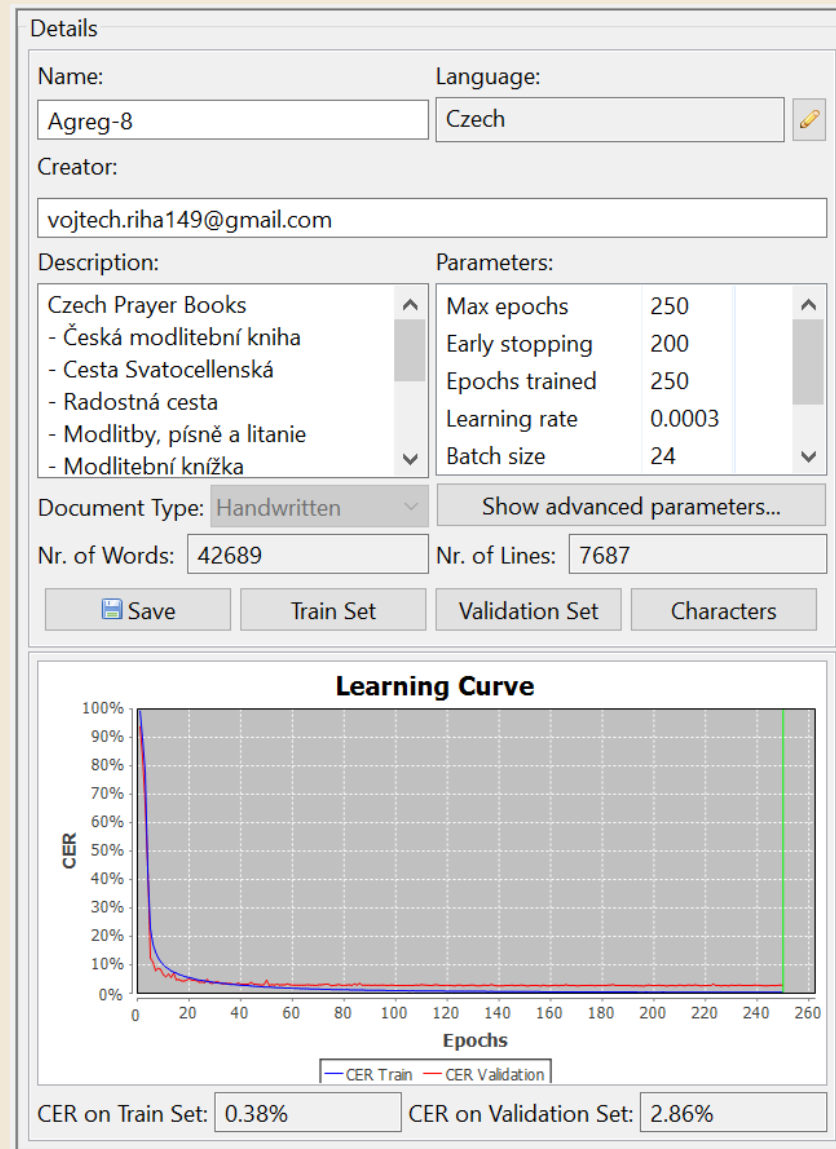 Details
Name: Language:
Agreg-8 Czech
Creator:
vojtech.riha149@gmail.com
Description: Parameters:
Czech Prayer Books
- Česká modlitební kniha
- Cesta Svatocellenská
- Radostná cesta
- Modlitby, písně a litanie
- Modlitební knížka
Max epochs 250
Early stopping 200
Epochs trained 250
Learning rate 0.0003
Batch size 24
Document Type: Handwritten Show advanced parameters...
Nr. of Words: 42689 Nr. of Lines: 7687
Save Train Set Validation Set Characters
Learning Curve
100%
90%
80%
70%
60%
50%
40%
30%
20%
10%
0%
CER
0 20 40 60 80 100 120 140 160 180 200 220 240 260
Epochs
CER Train CER Validation
CER on Train Set: 0.38% CER on Validation Set: 2.86%